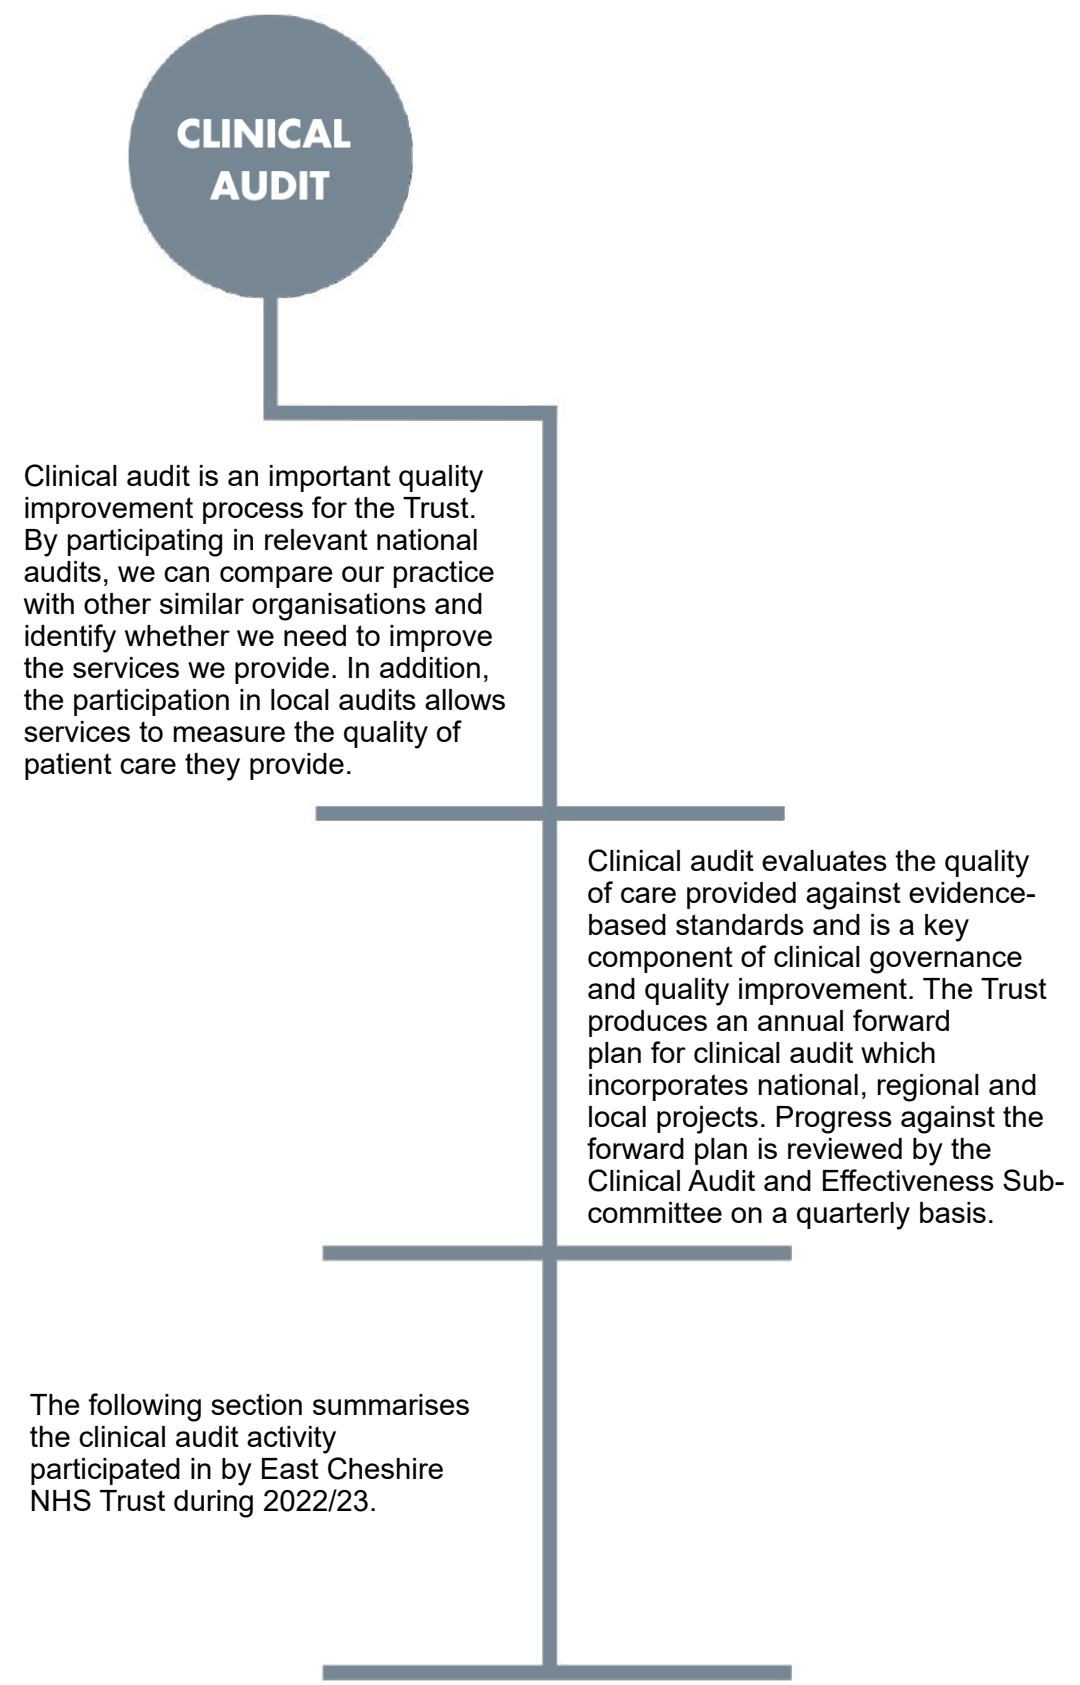 CLINICAL
AUDIT
Clinical audit is an important quality
improvement process for the Trust.
By participating in relevant national
audits, we can compare our practice
with other similar organisations and
identify whether we need to improve
the services we provide. In addition,
the participation in local audits allows
services to measure the quality of
patient care they provide.
Clinical audit evaluates the quality
of care provided against evidence-
based standards and is a key
component of clinical governance
and quality improvement. The Trust
produces an annual forward
plan for clinical audit which
incorporates national, regional and
local projects. Progress against the
forward plan is reviewed by the
Clinical Audit and Effectiveness Sub-
committee on a quarterly basis.
The following section summarises
the clinical audit activity
participated in by East Cheshire
NHS Trust during 2022/23.